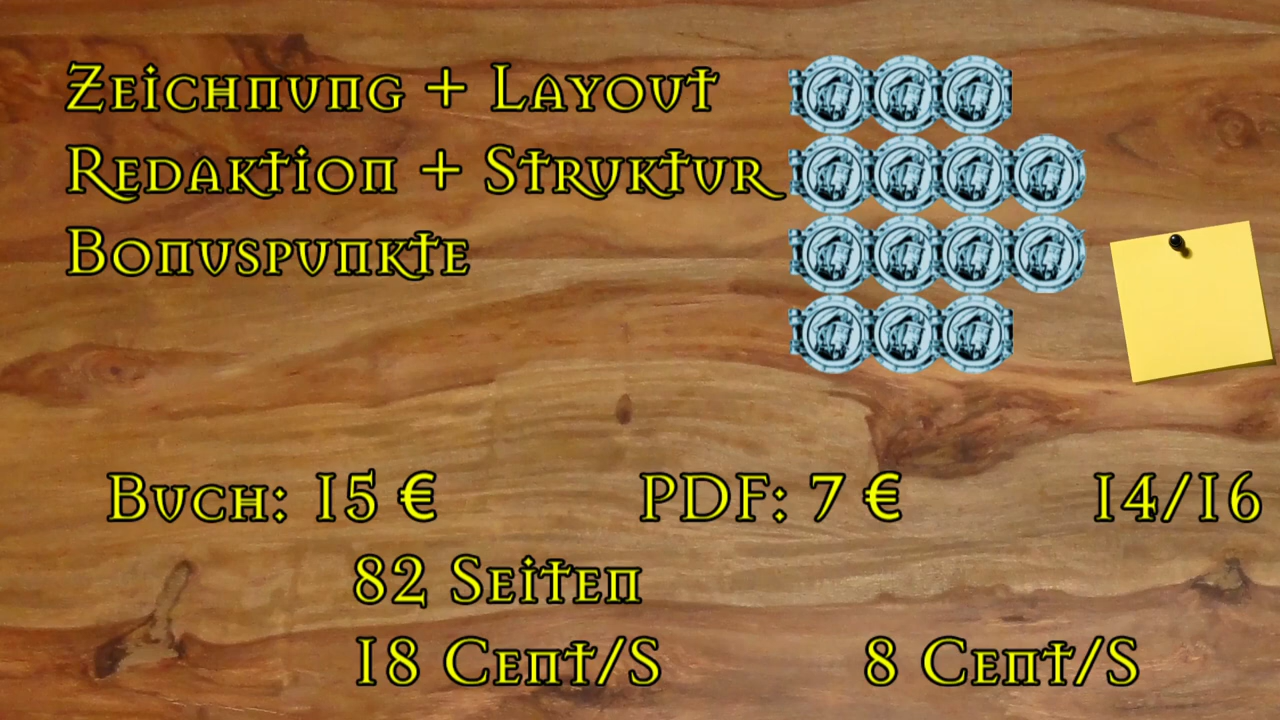 Zeichnung + Layout
Redaktion + Struktur
Bonuspunkte
Buch: 15 € PDF: 7 € 14/16
82 Seiten
18 Cent/S 8 Cent/S